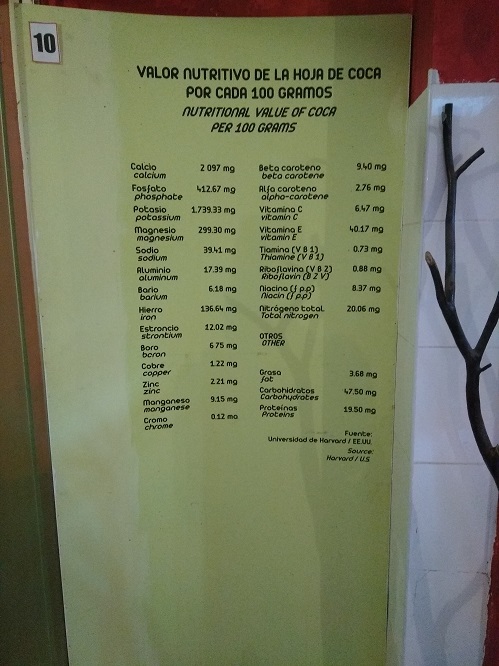 10
VALOR NUTRITIVO DE LA HOJA DE COCA
POR CADA 100 GRAMOS
NUTRITIONAL VALUE OF COCA
PER 100 GRAMS
Calcio 2 097 mg
calcium
Fosfato 412.67 mg
phosphate
Potasio 1.739.33 mg
potassium
Magnesio 299.30 mg
magnesium
Sodio 39.41 mg
sodium
Aluminio 17.39 mg
aluminum
Bario 6.18 mg
barium
Hierro 136.64 mg
iron
Estroncio 12.02 mg
strontium
Boro 6.75 mg
boron
Cobre 1.22 mg
copper
Zinc 2.21 mg
zinc
Manganeso 9.15 mg
manganese
Cromo 0.12 mg
chrome
Beta caroteno 9.40 mg
beta carotene
Alfa caroteno 2.76 mg
alpha-carotene
Vitamina C 6.47 mg
vitamin C
Vitamina E 40.17 mg
vitamin E
Tiamina (V B 1) 0.73 mg
Thiamine (V B 1)
Riboflavina (V B 2) 0.88 mg
Riboflavin (B 2 V)
Niacina (f p.p) 8.37 mg
Niacin (f p.p)
Nitrógeno total 20.06 mg
Total nitrogen
OTROS
OTHER
Grasa 3.68 mg
fat
Carbohidratos 47.50 mg
Carbohydrates
Proteínas 19.50 mg
Proteins
Fuente:
Universidad de Harvard / EE.UU.
Source:
Harvard / U.S